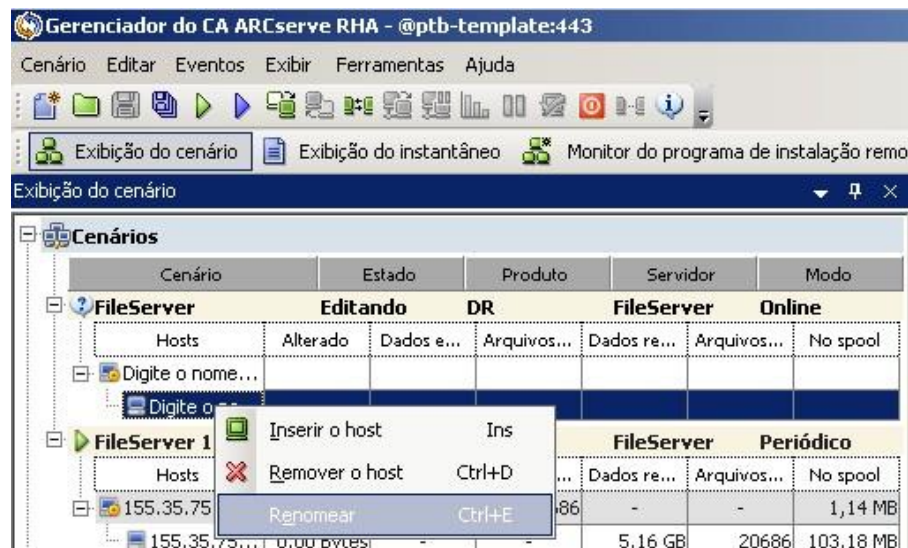 Gerenciador do CA ARCserve RHA - @ptb-template:443
Cenário Editar Eventos Exibir Ferramentas Ajuda
Exibição do cenário Exibição do instantâneo Monitor do programa de instalação remo
Exibição do cenário
Cenários
Cenário Estado Produto Servidor Modo
FileServer Editando DR FileServer Online
Hosts Alterado Dados e... Arquivos... Dados re... Arquivos... No spool
Digite o nome...
Digite o
Inserir o host Ins
FileServer 1 FileServer Periódico
Remover o host Ctrl+D
Hosts ... Dados re... Arquivos... No spool
Renomear Ctrl+E
155.35.75 86 - - 1,14 MB
155.35.75... 0,00 Bytes - - 5,16 GB 20686 103,18 MB